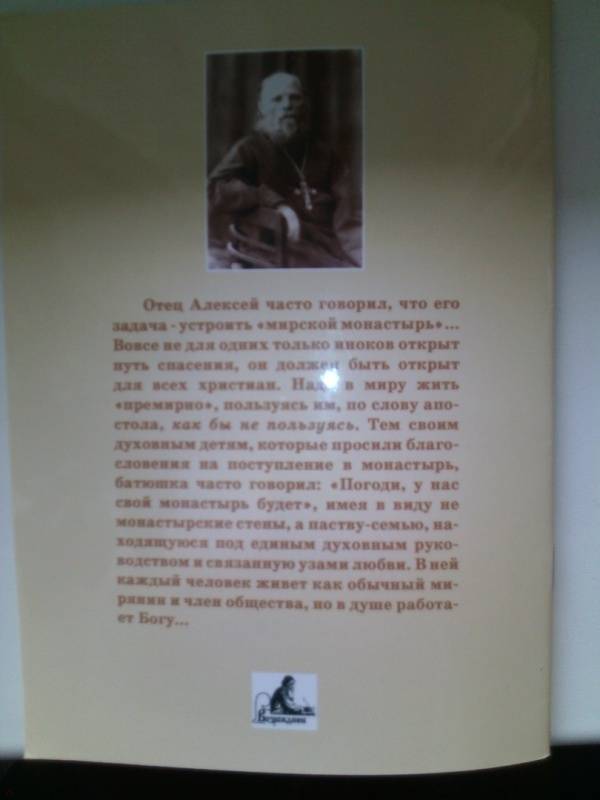 Отец Алексей часто говорил, что его
задача - устроить «мирской монастырь»...
Вовсе не для одних только иноков открыт
путь спасения, он должен быть открыт
для всех христиан. Надо в миру жить
«премирно», пользуясь им, по слову апо-
стола, как бы не пользуясь. Тем своим
духовным детям, которые просили благо-
словения на поступление в монастырь,
батюшка часто говорил: «Погоди, у нас
свой монастырь будет», имея в виду не
монастырские стены, а паству-семью, на-
ходящуюся под единым духовным руко-
водством и связанную узами любви. В ней
каждый человек живет как обычный ми-
рянин и член общества, но в душе работа-
ет Богу...